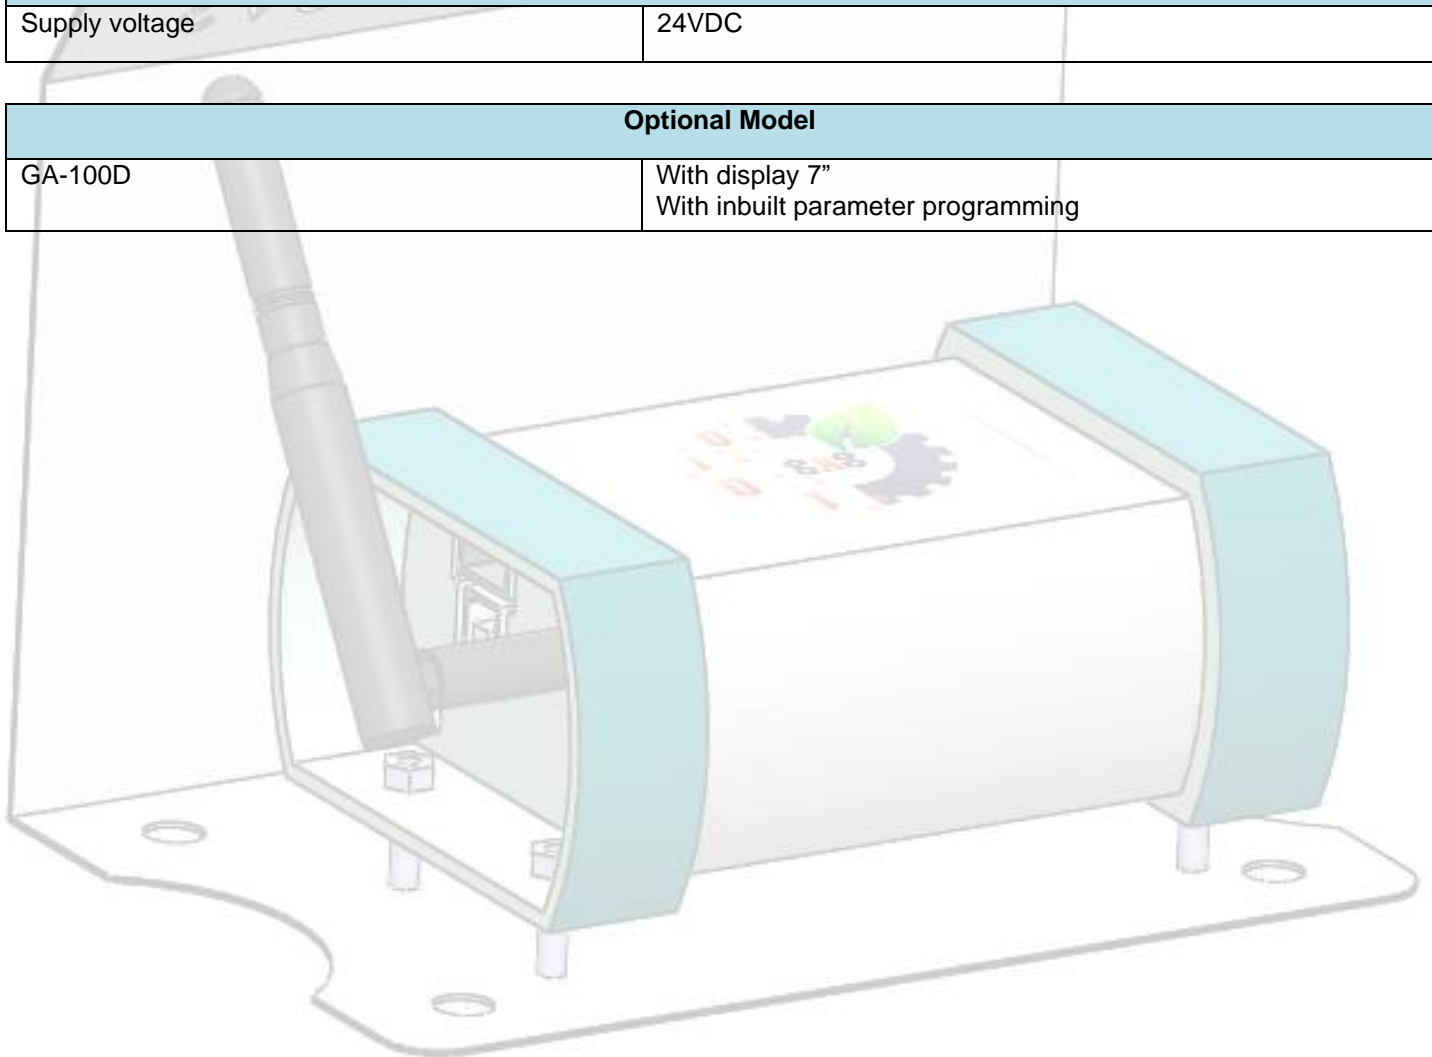 Supply voltage 24VDC
Optional Model
GA-100D With display 7”
With inbuilt parameter programming